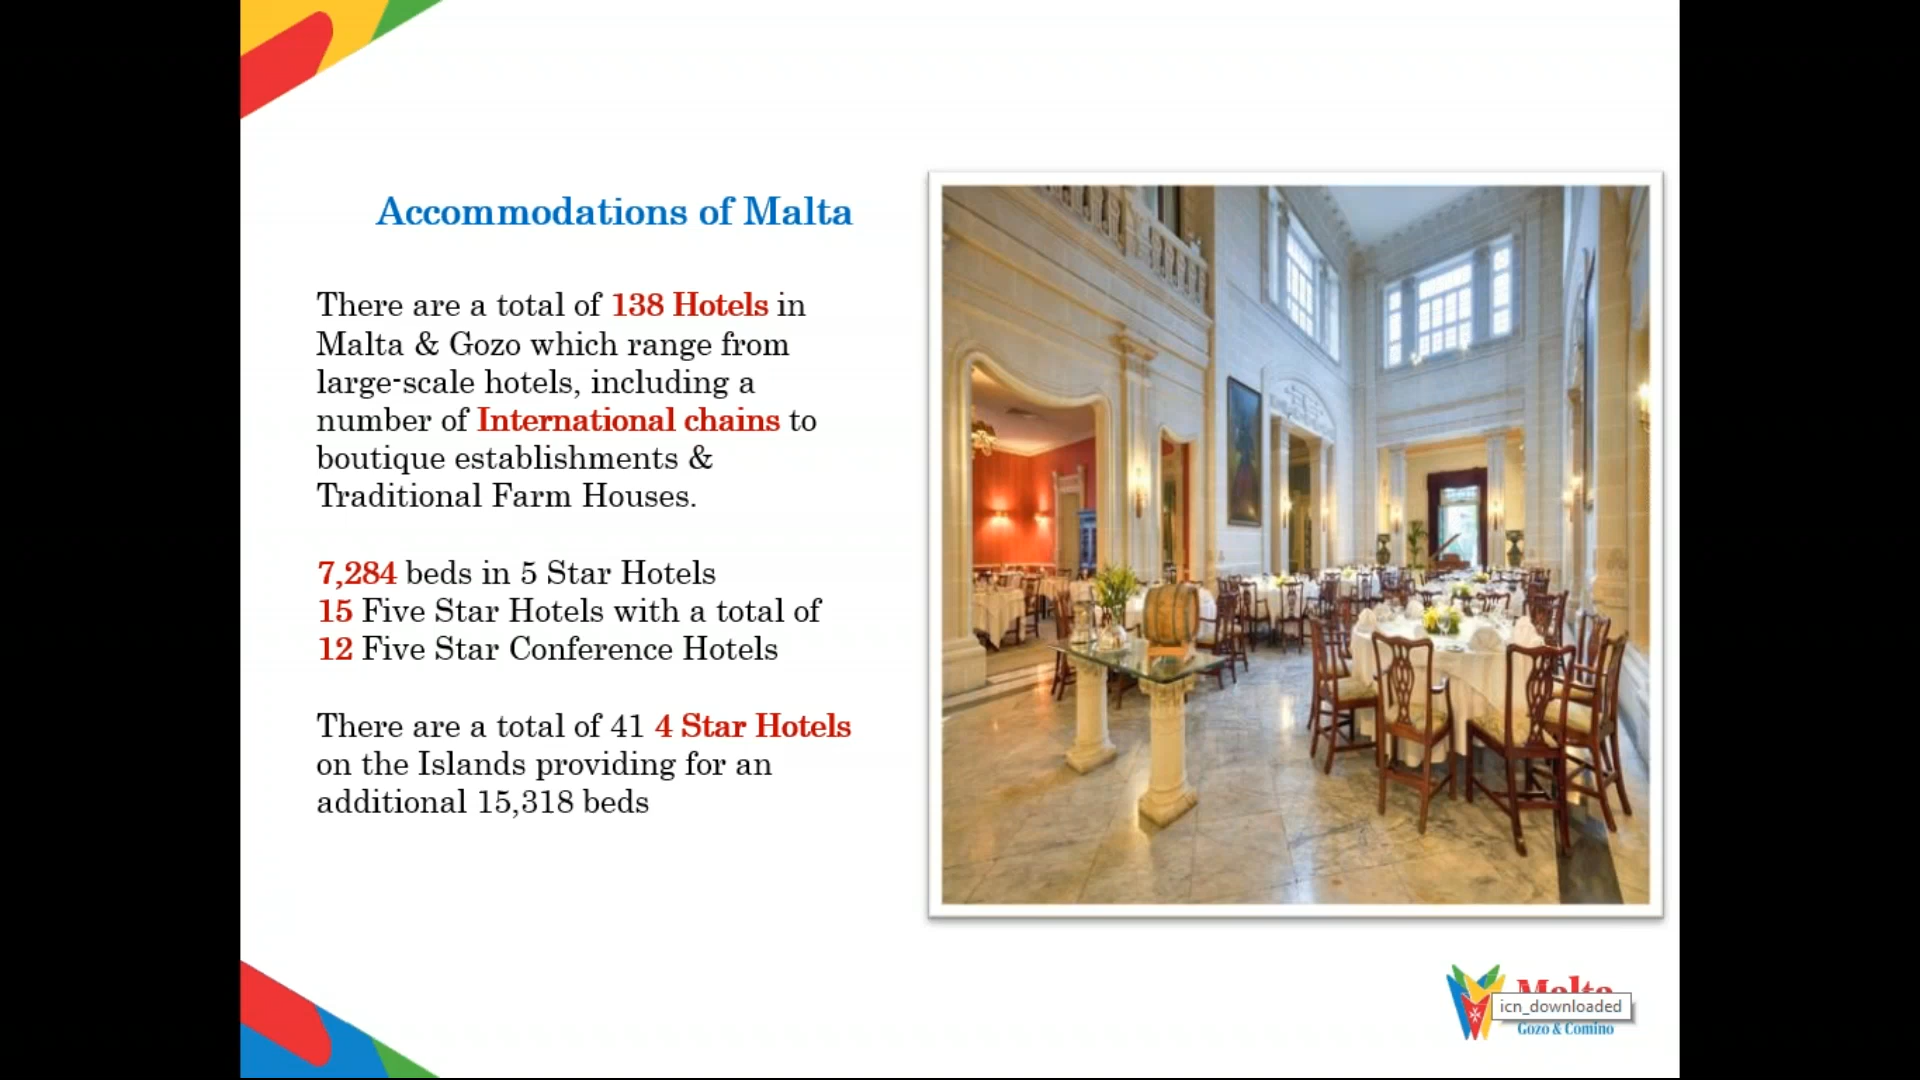 Accommodations of Malta
There are a total of 138 Hotels in
Malta & Gozo which range from
large-scale hotels, including a
number of International chains to
boutique establishments &
Traditional Farm Houses.
7,284 beds in 5 Star Hotels
15 Five Star Hotels with a total of
12 Five Star Conference Hotels
There are a total of 41 4 Star Hotels
on the Islands providing for an
additional 15,318 beds
Malta
icn_downloaded
Gozo & Comino